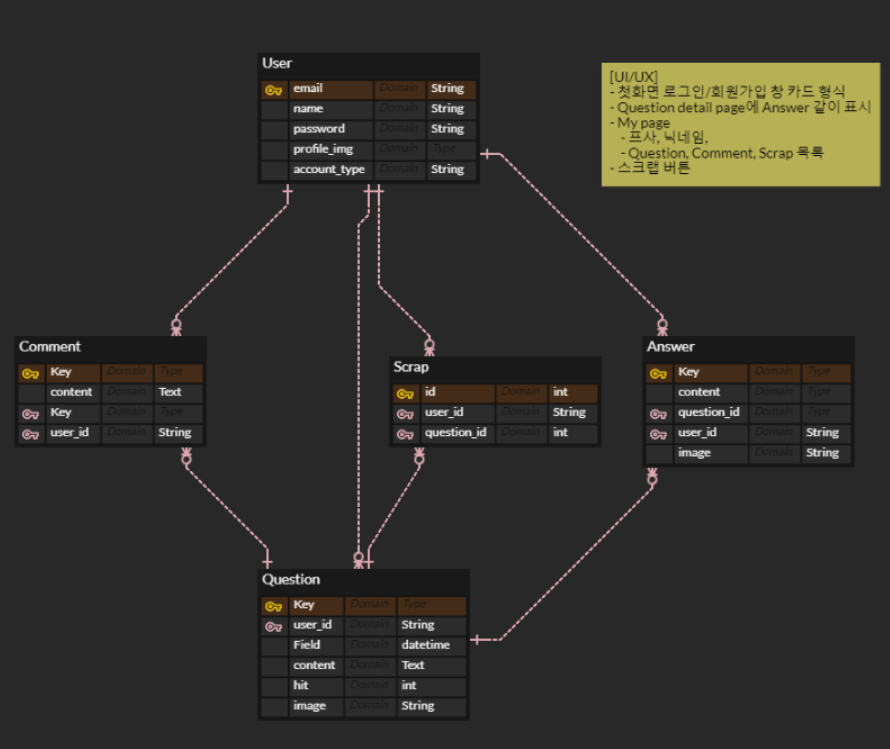 User
email Domain String
name Domain String
password Domain String
profile_img Domain Type
account_type Domain String
[UI/UX]
- 첫화면 로그인/회원가입 창 카드 형식
- Question detail page에 Answer 같이 표시
- My page
- 프사, 닉네임,
- Question, Comment, Scrap 목록
- 스크랩 버튼
Comment
Key Domain Type
content Domain Text
Key Domain Type
user_id Domain String
Scrap
id Domain int
user_id Domain String
question_id Domain int
Answer
Key Domain Type
content Domain Type
question_id Domain Type
user_id Domain String
image Domain String
Question
Key Domain Type
user_id Domain String
Field Domain datetime
content Domain Text
hit Domain int
image Domain String